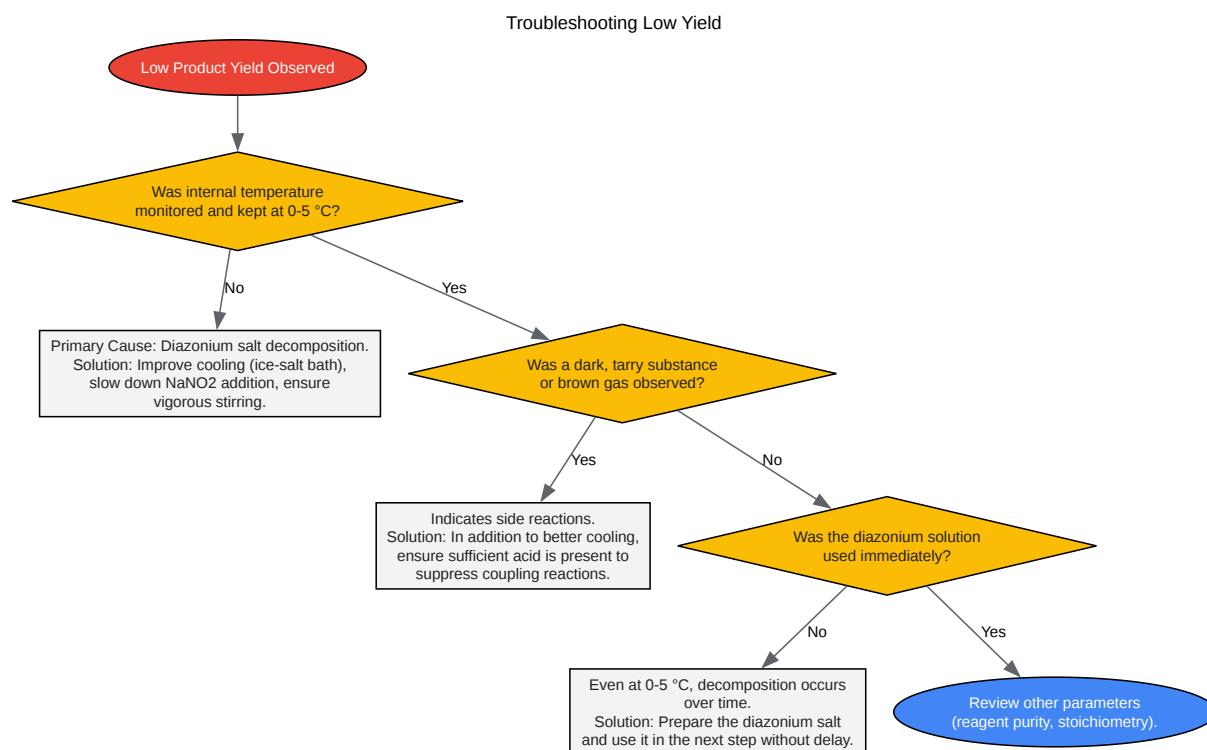 Troubleshooting Low Yield
Low Product Yield Observed
Was internal temperature
monitored and kept at 0-5 °C?
No
Yes
Primary Cause: Diazonium salt decomposition.
Solution: Improve cooling (ice-salt bath),
slow down NaNO2 addition, ensure
vigorous stirring.
Was a dark, tarry substance
or brown gas observed?
Yes
No
Indicates side reactions.
Solution: In addition to better cooling,
ensure sufficient acid is present to
suppress coupling reactions.
Was the diazonium solution
used immediately?
No
Yes
Even at 0-5 °C, decomposition occurs
over time.
Solution: Prepare the diazonium salt
and use it in the next step without delay.
Review other parameters
(reagent purity, stoichiometry).